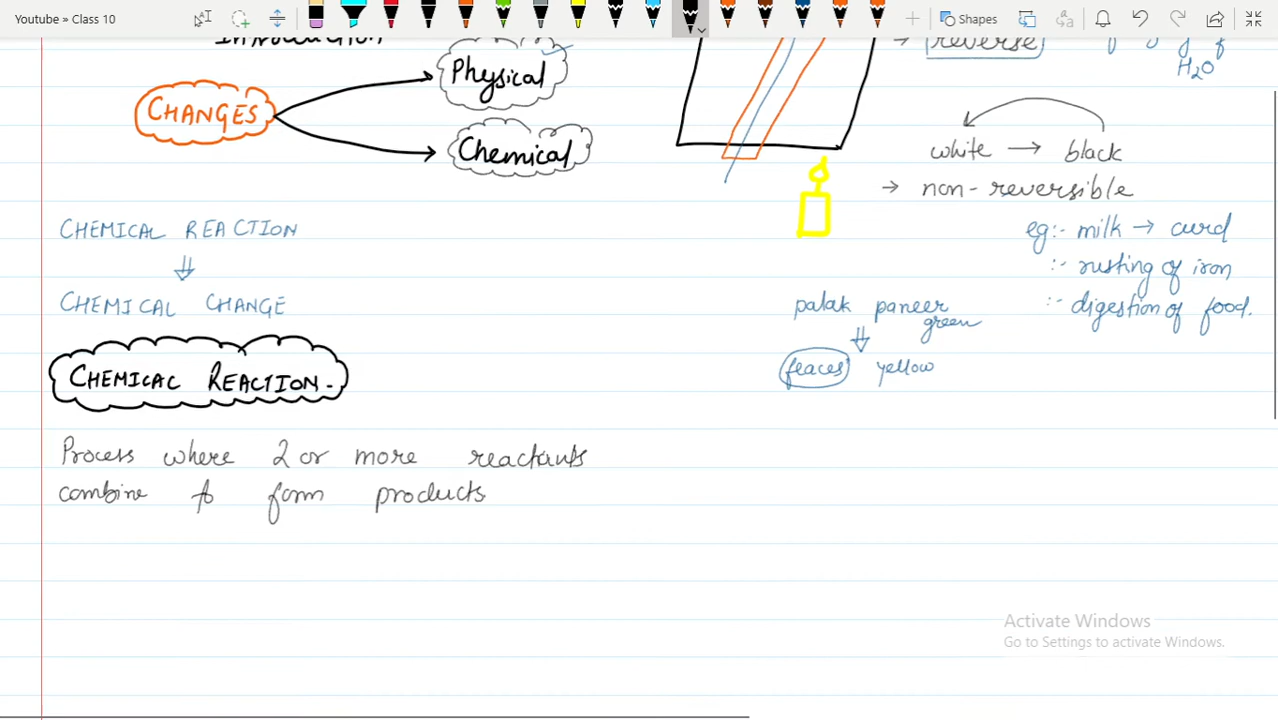 Youtube » Class 10
Shapes
Introduction
CHANGES
Physical
Chemical
reverse
H2O
white → black
→ non-reversible
eg:- milk → curd
:- rusting of iron
:- digestion of food.
palak paneer
green
⇓
feaces yellow
CHEMICAL REACTION
⇓
CHEMICAL CHANGE
CHEMICAL REACTION-
Process where 2 or more reactants
combine to form products
Activate Windows
Go to Settings to activate Windows.